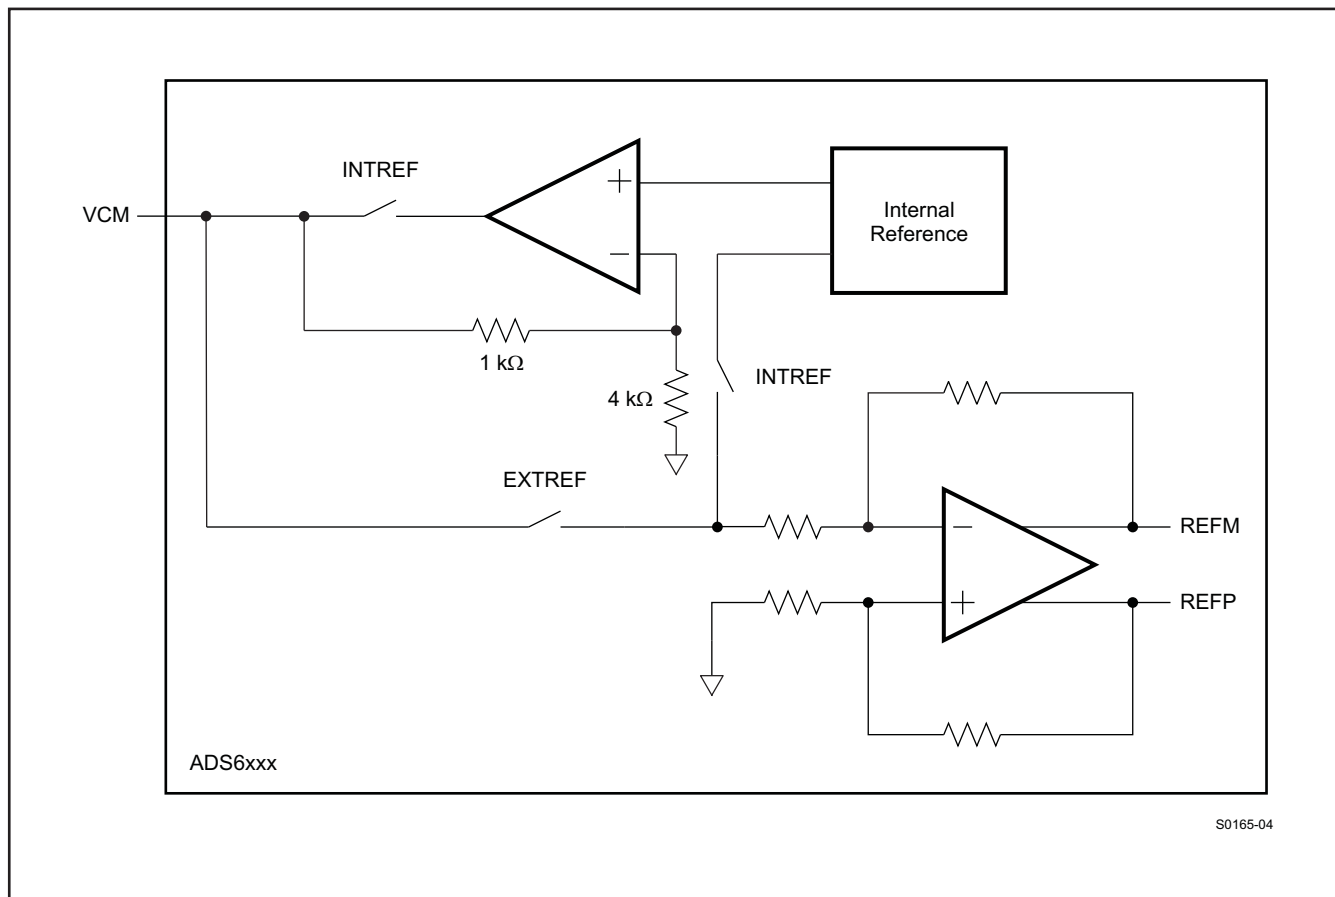 INTREF
VCM
+
−
Internal
Reference
1 kΩ
4 kΩ
INTREF
EXTREF
−
REFM
+
REFP
ADS6xxx
S0165-04